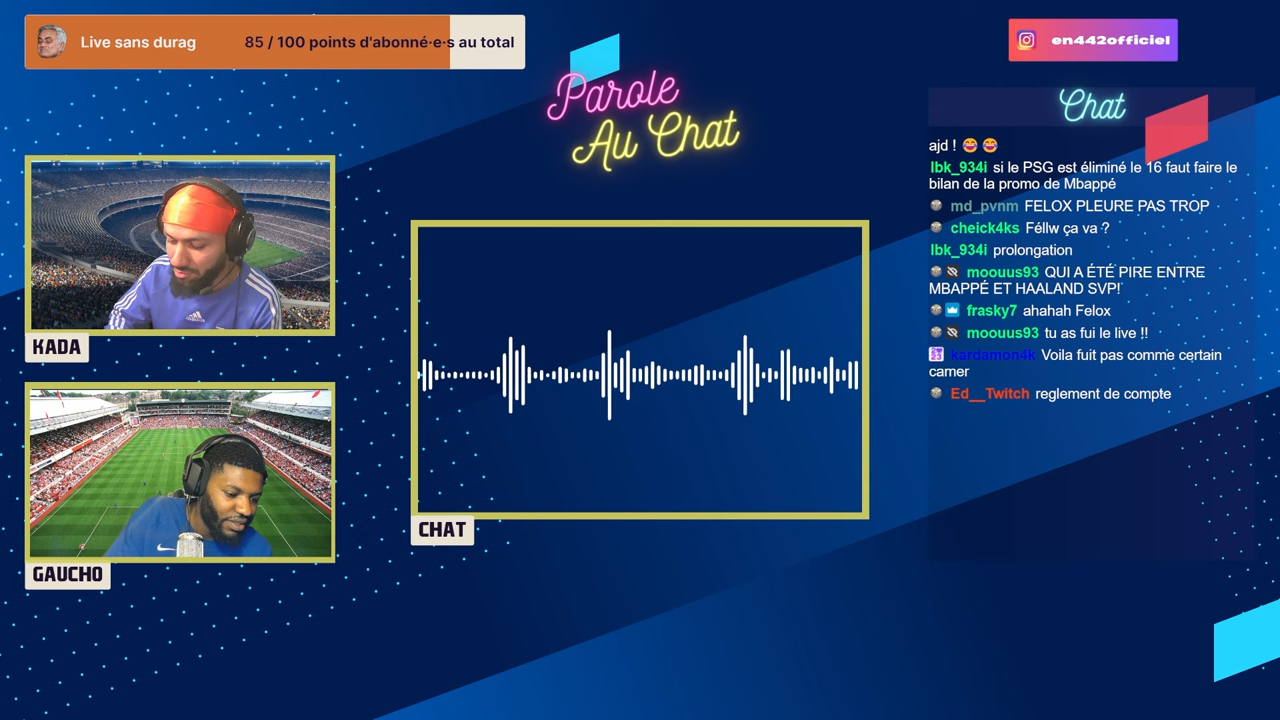 Live sans durag
85 / 100 points d'abonné·e·s au total
en442officiel
Parole
Au Chat
Chat
ajd !
lbk_934i si le PSG est éliminé le 16 faut faire le
bilan de la promo de Mbappé
md_pvnm FELOX PLEURE PAS TROP
cheick4ks Féllw ça va ?
lbk_934i prolongation
moouus93 QUI A ÉTÉ PIRE ENTRE
MBAPPÉ ET HAALAND SVP!
frasky7 ahahah Felox
moouus93 tu as fui le live !!
kardamon4k Voila fuit pas comme certain
camer
Ed__Twitch reglement de compte
adidas
KADA
GAUCHO
CHAT